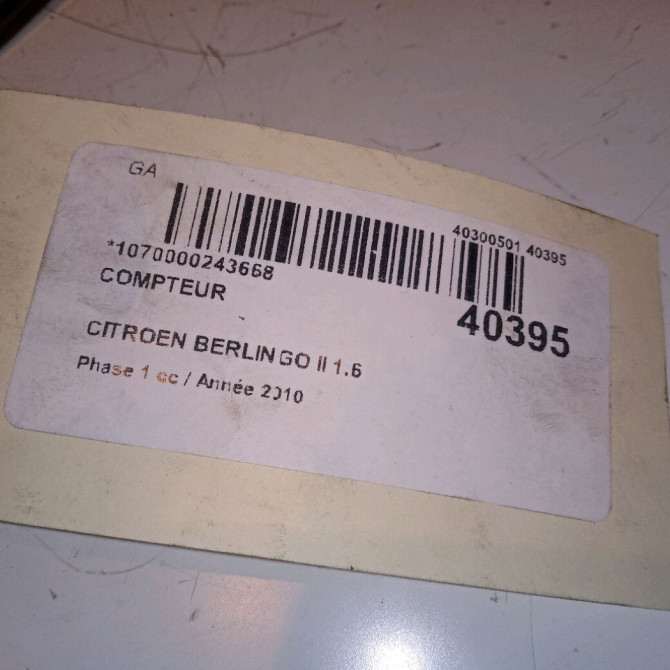 GA
40300501 40395
*1070000243668
COMPTEUR
40395
CITROEN BERLINGO II 1.6
Phase 1 cc / Année 2010